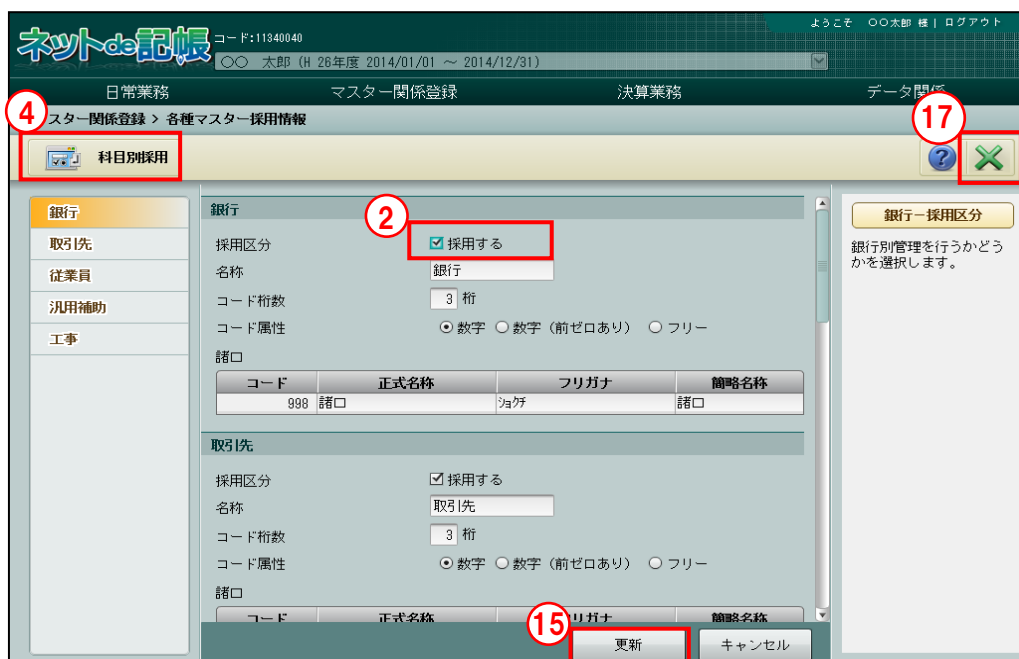 ようこそ 〇〇太郎 様 | ログアウト
ネットde記帳
コード:11340040
〇〇 太郎 (H 26年度 2014/01/01 ～ 2014/12/31)
日常業務 マスター関係登録 決算業務 データ関係
④ 17
スター関係登録 > 各種マスター採用情報
科目別採用
?
銀行
取引先
従業員
汎用補助
工事
銀行
②
採用区分 採用する
名称 銀行
コード桁数 3 桁
コード属性 数字 数字 (前ゼロあり) フリー
諸口
コード 正式名称 フリガナ 簡略名称
998 諸口 ショクチ 諸口
取引先
採用区分 採用する
名称 取引先
コード桁数 3 桁
コード属性 数字 数字 (前ゼロあり) フリー
諸口
コード 正式名称 フリガナ 簡略名称
15
更新 キャンセル
銀行－採用区分
銀行別管理を行うかどう
かを選択します。